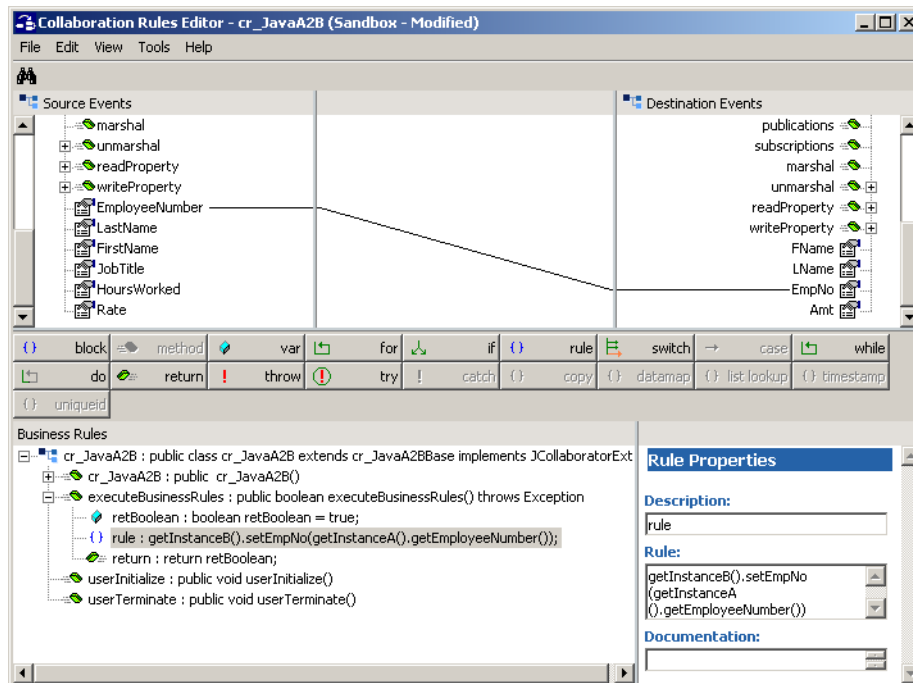 Collaboration Rules Editor - cr_JavaA2B (Sandbox - Modified)
File Edit View Tools Help
Source Events
marshal
unmarshal
readProperty
writeProperty
EmployeeNumber
LastName
FirstName
JobTitle
HoursWorked
Rate
Destination Events
publications
subscriptions
marshal
unmarshal
readProperty
writeProperty
FName
LName
EmpNo
Amt
block method var for if rule switch case while
do return throw try catch copy datamap list lookup timestamp
uniqueid
Business Rules
cr_JavaA2B : public class cr_JavaA2B extends cr_JavaA2BBase implements JCollaboratorExt
cr_JavaA2B : public cr_JavaA2B()
executeBusinessRules : public boolean executeBusinessRules() throws Exception
retBoolean : boolean retBoolean = true;
rule : getInstanceB().setEmpNo(getInstanceA().getEmployeeNumber());
return : return retBoolean;
userInitialize : public void userInitialize()
userTerminate : public void userTerminate()
Rule Properties
Description:
rule
Rule:
getInstanceB().setEmpNo
(getInstanceA
().getEmployeeNumber())
Documentation: